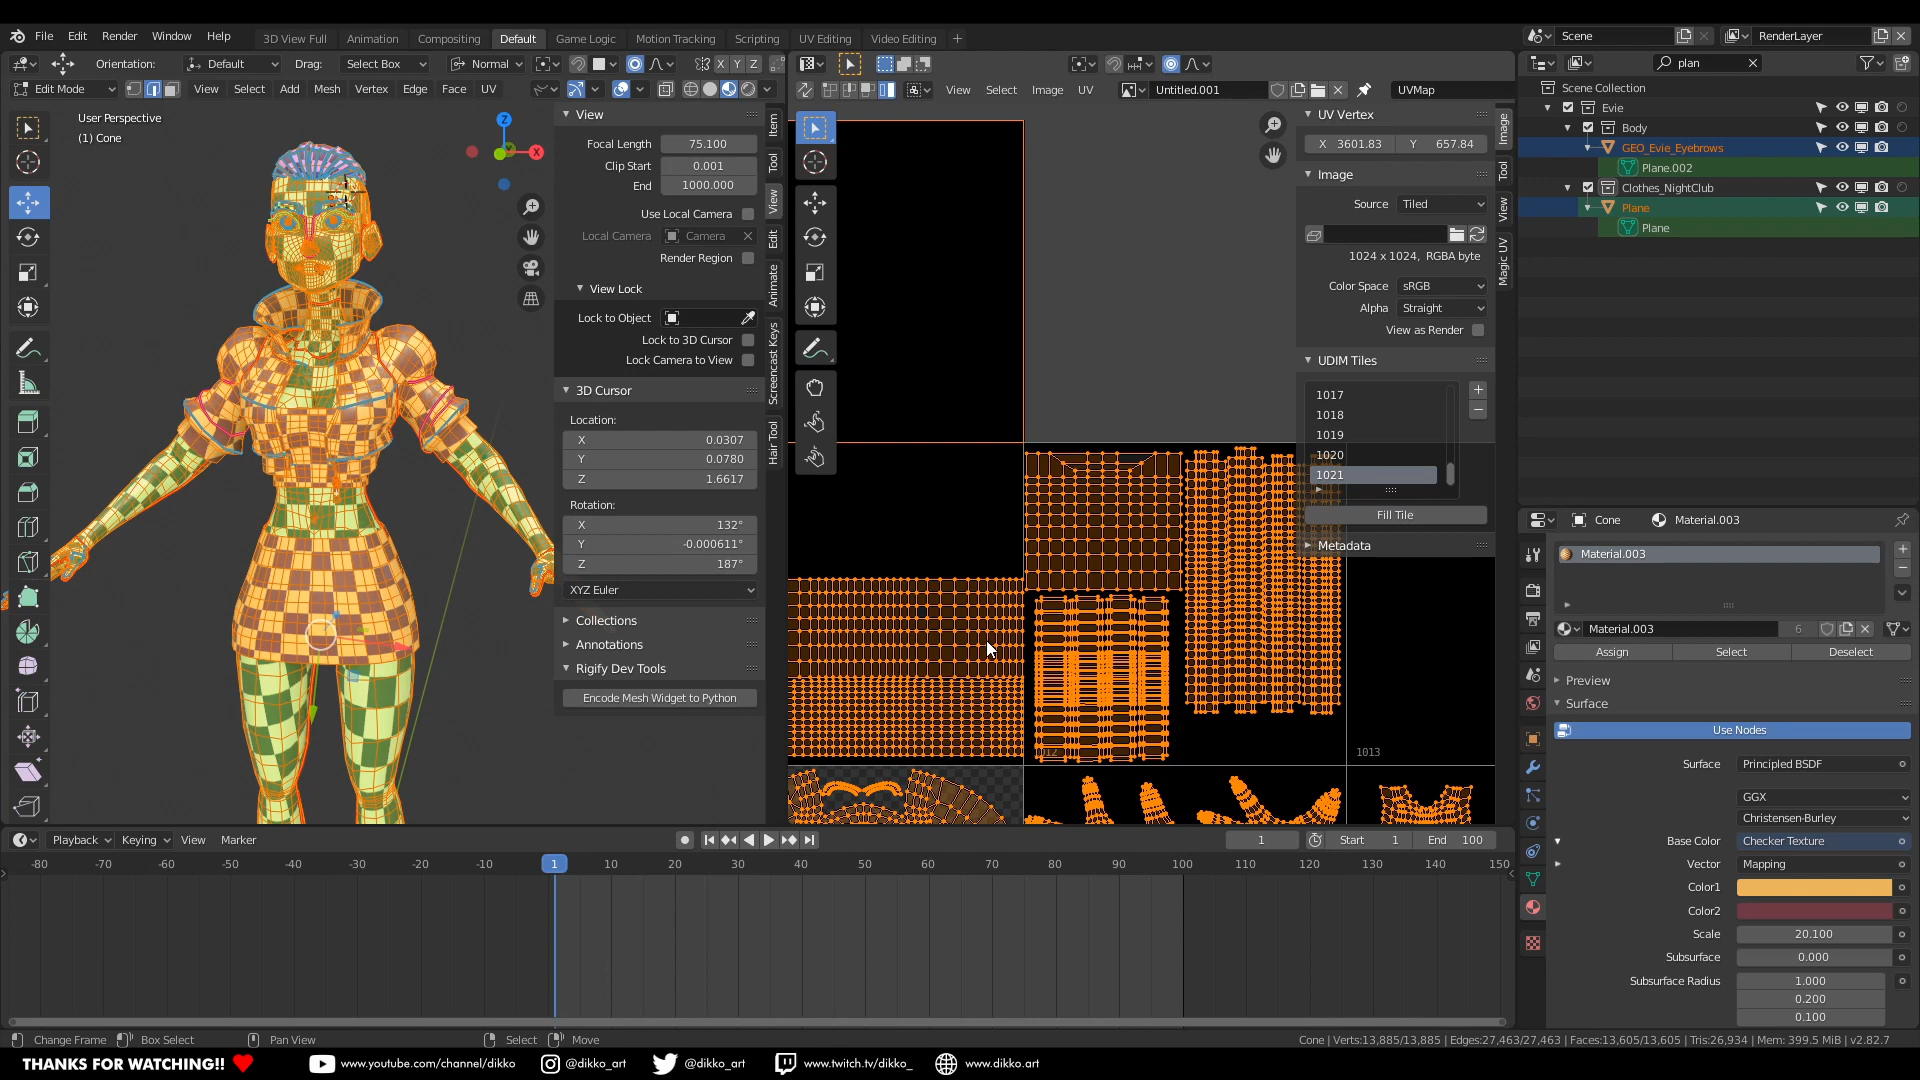 File Edit Render Window Help 3D View Full Animation Compositing Default Game Logic Motion Tracking Scripting UV Editing Video Editing + Scene RenderLayer
Orientation: Default Drag: Select Box Normal X Y Z plan
Edit Mode View Select Add Mesh Vertex Edge Face UV View Select Image UV Untitled.001 UVMap
Scene Collection
Evie
Body
GEO_Evie_Eyebrows
Plane.002
Clothes_NightClub
Plane
Plane
User Perspective
(1) Cone
Z
X
View
Focal Length 75.100
Clip Start 0.001
End 1000.000
Use Local Camera
Local Camera Camera
Render Region
View Lock
Lock to Object
Lock to 3D Cursor
Lock Camera to View
3D Cursor
Location:
X 0.0307
Y 0.0780
Z 1.6617
Rotation:
X 132°
Y -0.000611°
Z 187°
XYZ Euler
Collections
Annotations
Rigify Dev Tools
Encode Mesh Widget to Python
Item
Tool
View
Edit
Animate
Screencast Keys
Hair Tool
UV Vertex
X 3601.83 Y 657.84
Image
Source Tiled
1024 x 1024, RGBA byte
Color Space sRGB
Alpha Straight
View as Render
UDIM Tiles
1017
1018
1019
1020
1021
Fill Tile
Metadata
1013
Image
Tool
View
Magic UV
Cone Material.003
Material.003
Material.003 6
Assign Select Deselect
Preview
Surface
Use Nodes
Surface Principled BSDF
GGX
Christensen-Burley
Base Color Checker Texture
Vector Mapping
Color1
Color2
Scale 20.100
Subsurface 0.000
Subsurface Radius 1.000
0.200
0.100
Playback Keying View Marker 1 Start 1 End 100
-80 -70 -60 -50 -40 -30 -20 -10 1 10 20 30 40 50 60 70 80 90 100 110 120 130 140 150
Change Frame Box Select Pan View Select Move Cone | Verts:13,885/13,885 | Edges:27,463/27,463 | Faces:13,605/13,605 | Tris:26,934 | Mem: 399.5 MiB | v2.82.7
THANKS FOR WATCHING!! www.youtube.com/channel/dikko @dikko_art @dikko_art www.twitch.tv/dikko_ www.dikko.art